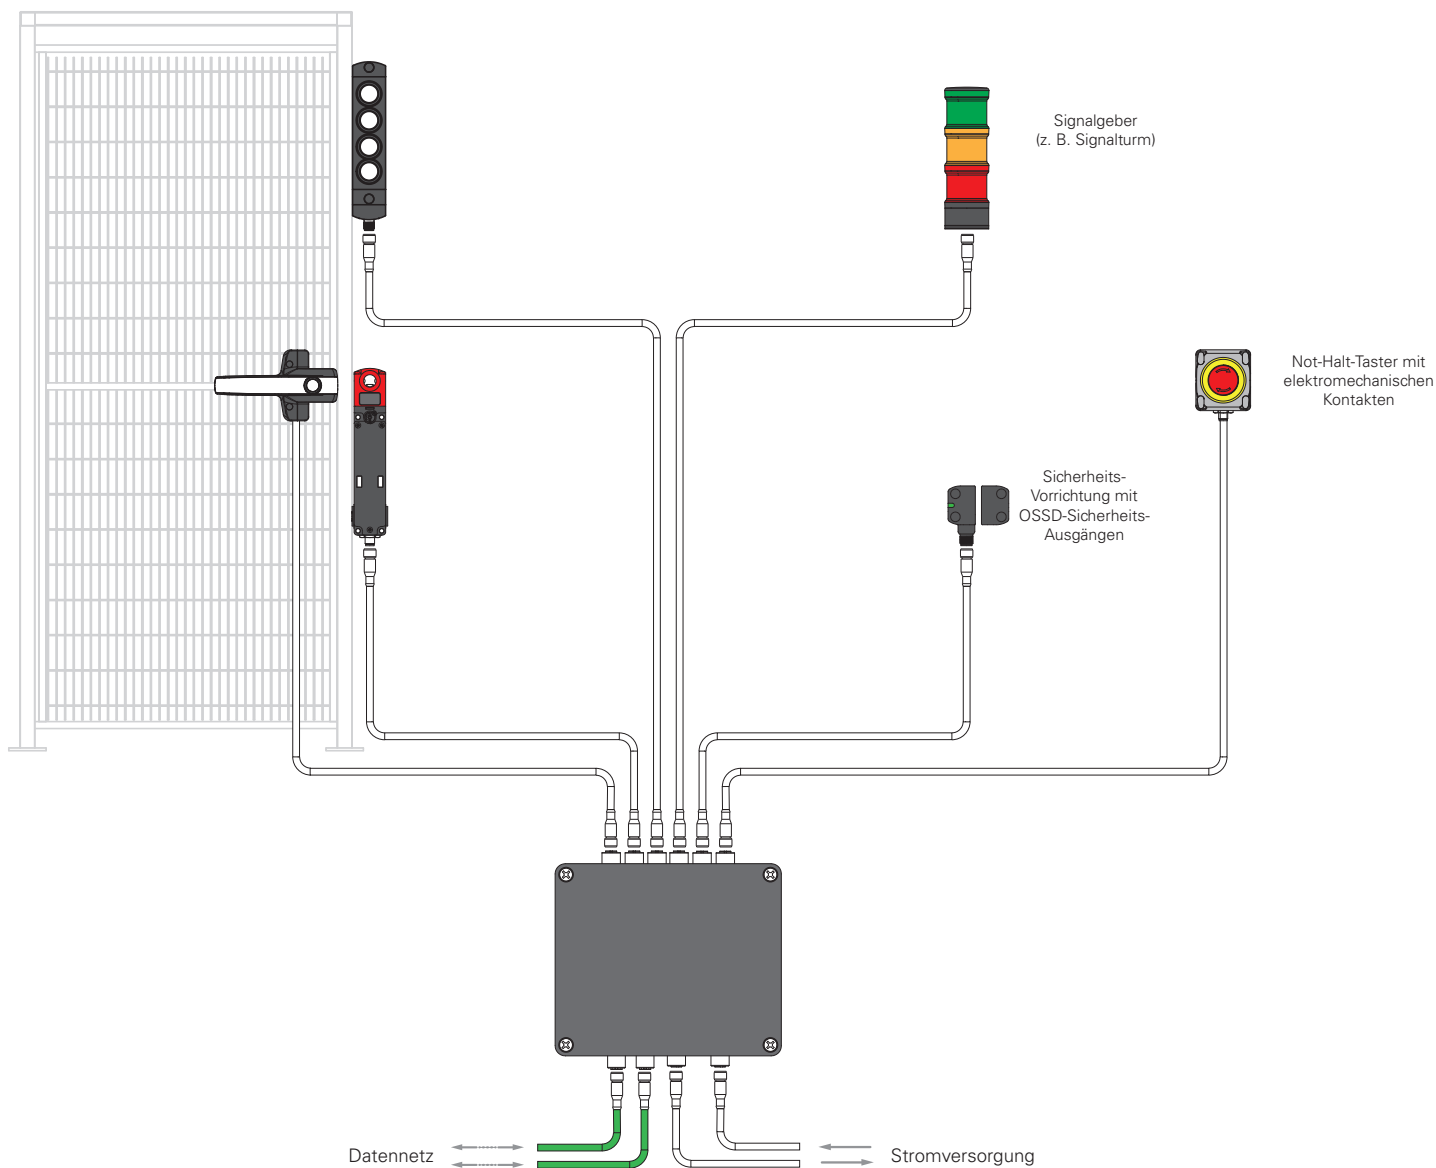 Signalgeber
(z. B. Signalturm)
Not-Halt-Taster mit
elektromechanischen
Kontakten
Sicherheits-
Vorrichtung mit
OSSD-Sicherheits-
Ausgängen
Datennetz
Stromversorgung